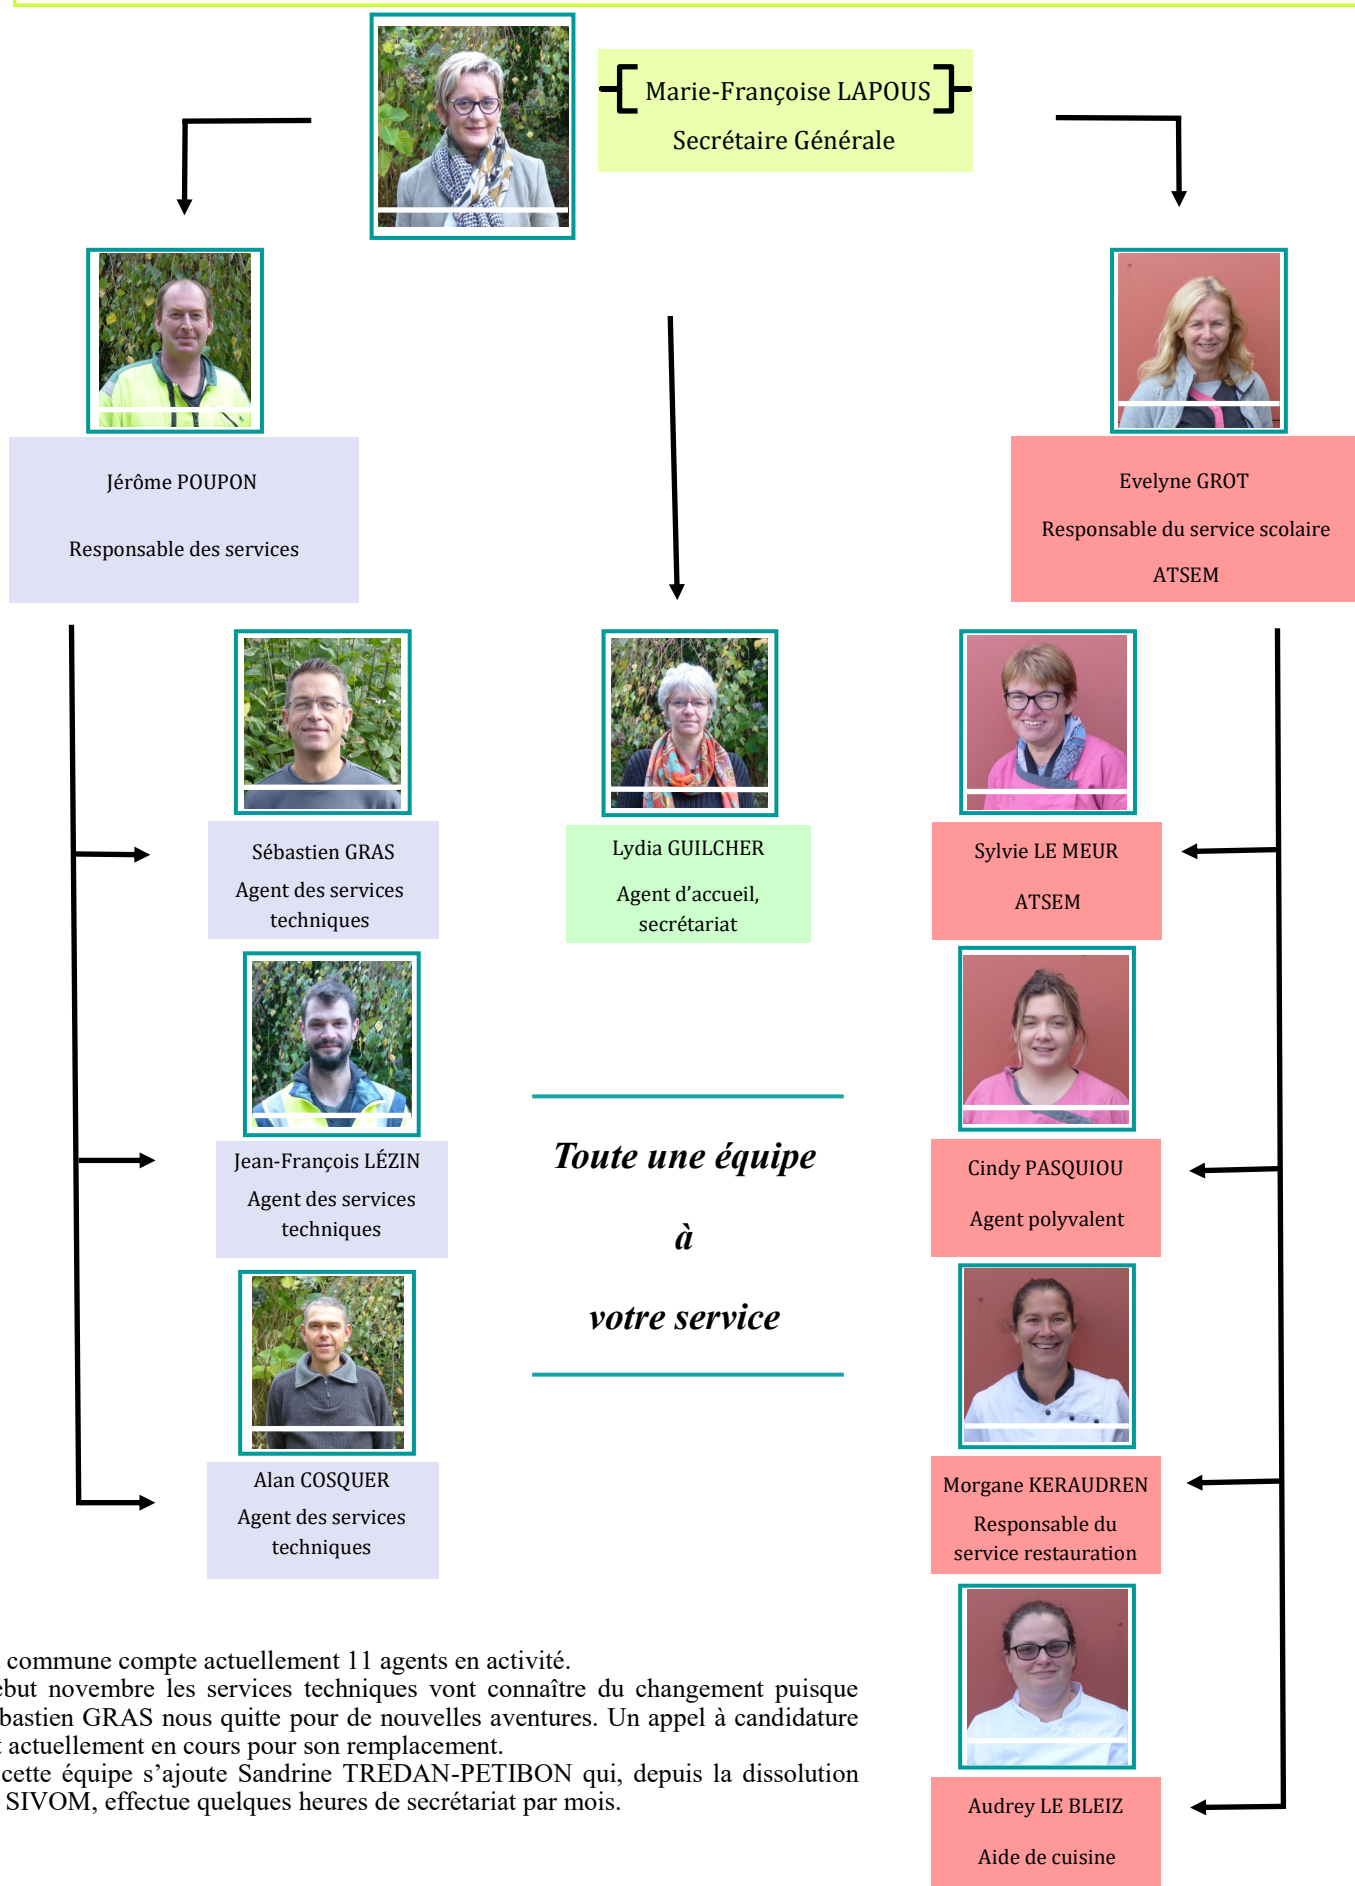 Marie-Françoise LAPOUS
Secrétaire Générale
Jérôme POUPON
Responsable des services
Evelyne GROT
Responsable du service scolaire
ATSEM
Sébastien GRAS
Agent des services
techniques
Lydia GUILCHER
Agent d’accueil,
secrétariat
Sylvie LE MEUR
ATSEM
Jean-François LÉZIN
Agent des services
techniques
Toute une équipe
à
votre service
Cindy PASQUIOU
Agent polyvalent
Alan COSQUER
Agent des services
techniques
Morgane KERAUDREN
Responsable du
service restauration
Audrey LE BLEIZ
Aide de cuisine
commune compte actuellement 11 agents en activité.
ebut novembre les services techniques vont connaître du changement puisque
bastien GRAS nous quitte pour de nouvelles aventures. Un appel à candidature
t actuellement en cours pour son remplacement.
cette équipe s’ajoute Sandrine TREDAN-PETIBON qui, depuis la dissolution
SIVOM, effectue quelques heures de secrétariat par mois.